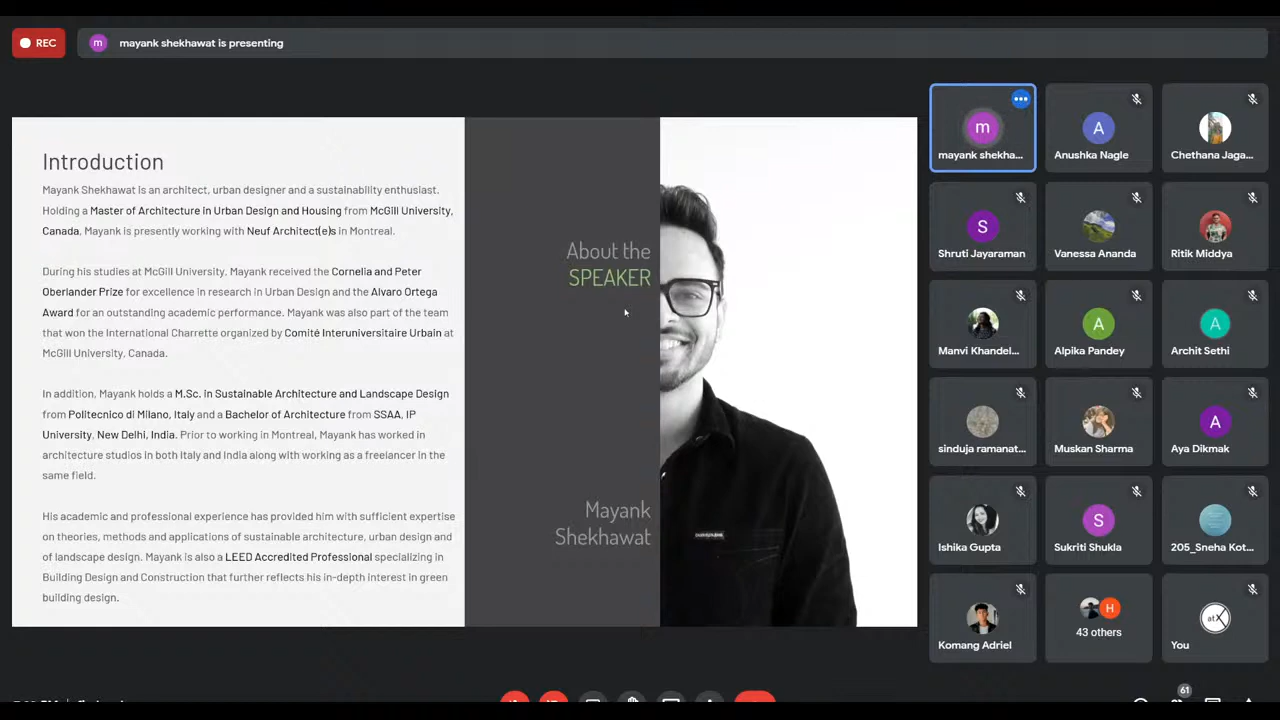 REC
m
mayank shekhawat is presenting
Introduction
Mayank Shekhawat is an architect, urban designer and a sustainability enthusiast.
Holding a Master of Architecture in Urban Design and Housing from McGill University,
Canada, Mayank is presently working with Neuf Architect(e)s in Montreal.
During his studies at McGill University, Mayank received the Cornelia and Peter
Oberlander Prize for excellence in research in Urban Design and the Alvaro Ortega
Award for an outstanding academic performance. Mayank was also part of the team
that won the International Charrette organized by Comité Interuniversitaire Urbain at
McGill University, Canada.
In addition, Mayank holds a M.Sc. in Sustainable Architecture and Landscape Design
from Politecnico di Milano, Italy and a Bachelor of Architecture from SSAA, IP
University, New Delhi, India. Prior to working in Montreal, Mayank has worked in
architecture studios in both Italy and India along with working as a freelancer in the
same field.
His academic and professional experience has provided him with sufficient expertise
on theories, methods and applications of sustainable architecture, urban design and
of landscape design. Mayank is also a LEED Accredited Professional specializing in
Building Design and Construction that further reflects his in-depth interest in green
building design.
About the
SPEAKER
Mayank
Shekhawat
m
mayank shekha...
A
Anushka Nagle
Chethana Jaga...
S
Shruti Jayaraman
Vanessa Ananda
Ritik Middya
Manvi Khandel...
A
Alpika Pandey
A
Archit Sethi
sinduja ramanat...
Muskan Sharma
A
Aya Dikmak
Ishika Gupta
S
Sukriti Shukla
205_Sneha Kot...
Komang Adriel
H
43 others
atX
You
61